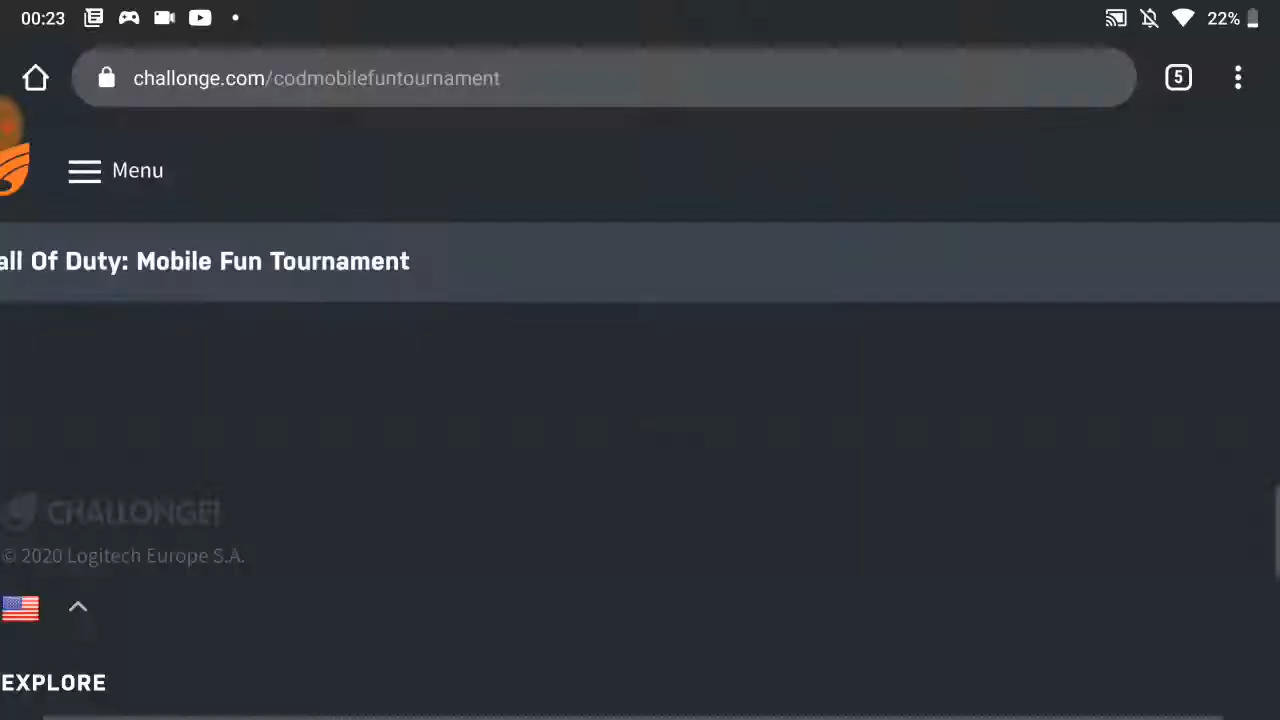 00:23
22%
challonge.com/codmobilefuntournament
5
Menu
all Of Duty: Mobile Fun Tournament
CHALLONGE!
© 2020 Logitech Europe S.A.
EXPLORE